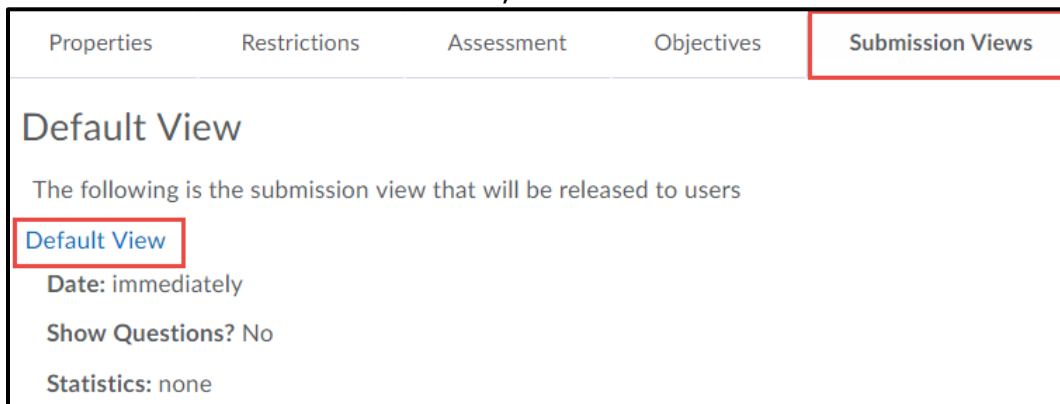 Properties Restrictions Assessment Objectives Submission Views
Default View
The following is the submission view that will be released to users
Default View
Date: immediately
Show Questions? No
Statistics: none